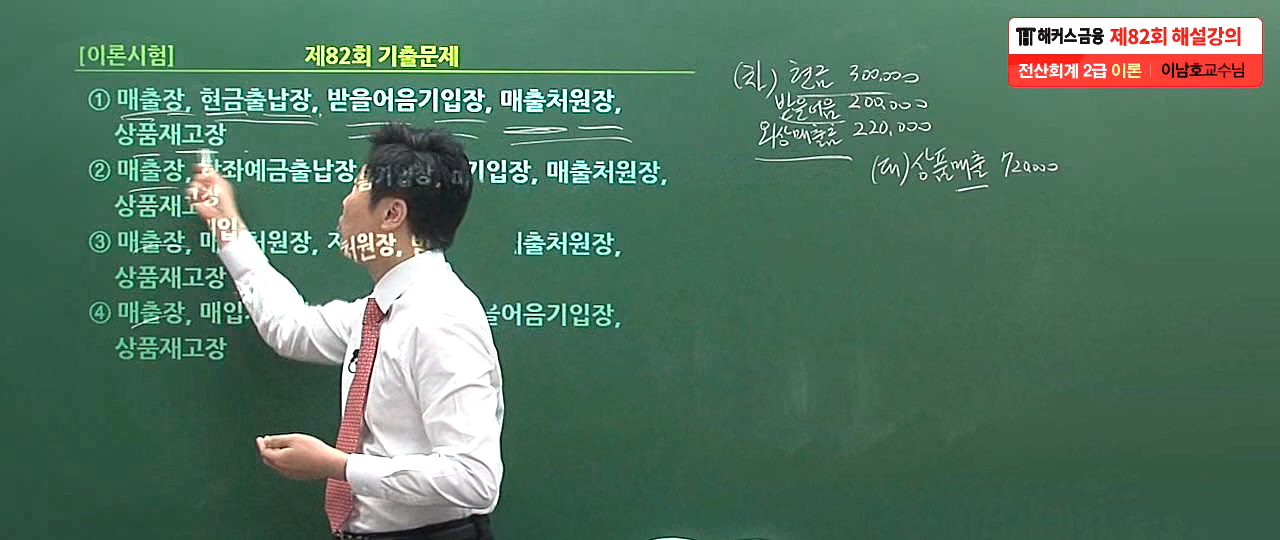 [이론시험] 제82회 기출문제
① 매출장, 현금출납장, 받을어음기입장, 매출처원장,
상품재고장
② 매출장, 좌예금출납장 기입장, 매출처원장,
상품재고장
③ 매출장, 처원장, 매출처원장,
상품재고장
④ 매출장, 매입 어음기입장,
상품재고장
(차) 현금 300,000
받을어음 200,000
외상매출금 220,000
(대) 상품매출 720,000
해커스금융 제82회 해설강의
전산회계 2급 이론 | 이남호교수님